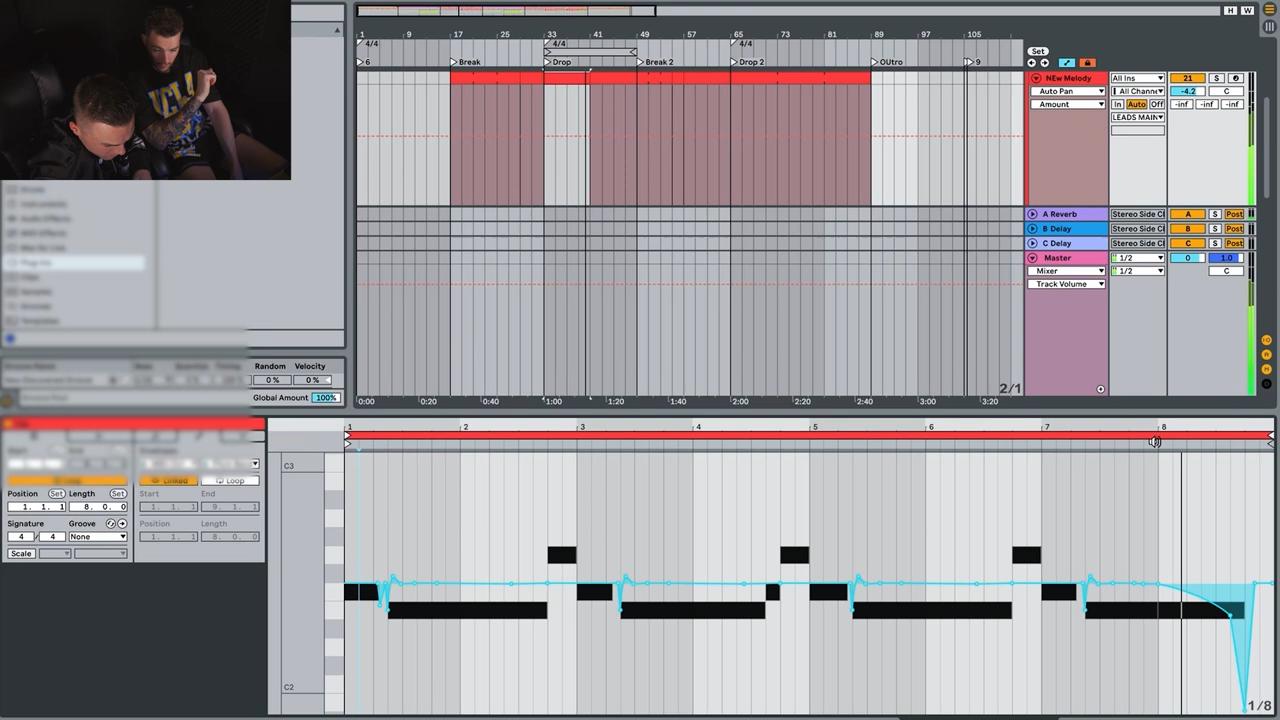 H W
1 9 17 25 33 41 49 57 65 73 81 89 97 105
4/4 4/4 4/4
Set
6 Break Drop Break 2 Drop 2 OUtro 9
NEw Melody All Ins 21 S
Auto Pan All Channe -4.2 C
Amount In Auto Off -inf -inf -inf
LEADS MAIN
A Reverb Stereo Side C A S Post
B Delay Stereo Side C B S Post
C Delay Stereo Side C C S Post
Master 1/2 0 1.0
Mixer 1/2 C
Track Volume
2/1
0:00 0:20 0:40 1:00 1:20 1:40 2:00 2:20 2:40 3:00 3:20
Random Velocity
0 % 0 %
Global Amount 100%
1 2 3 4 5 6 7 8
C3
Linked Loop
Position Set Length Set Start End
1. 1. 1 8. 0. 0 1. 1. 1 9. 1. 1
Signature Groove Position Length
4 / 4 None 1. 1. 1 8. 0. 0
Scale
C2
1/8